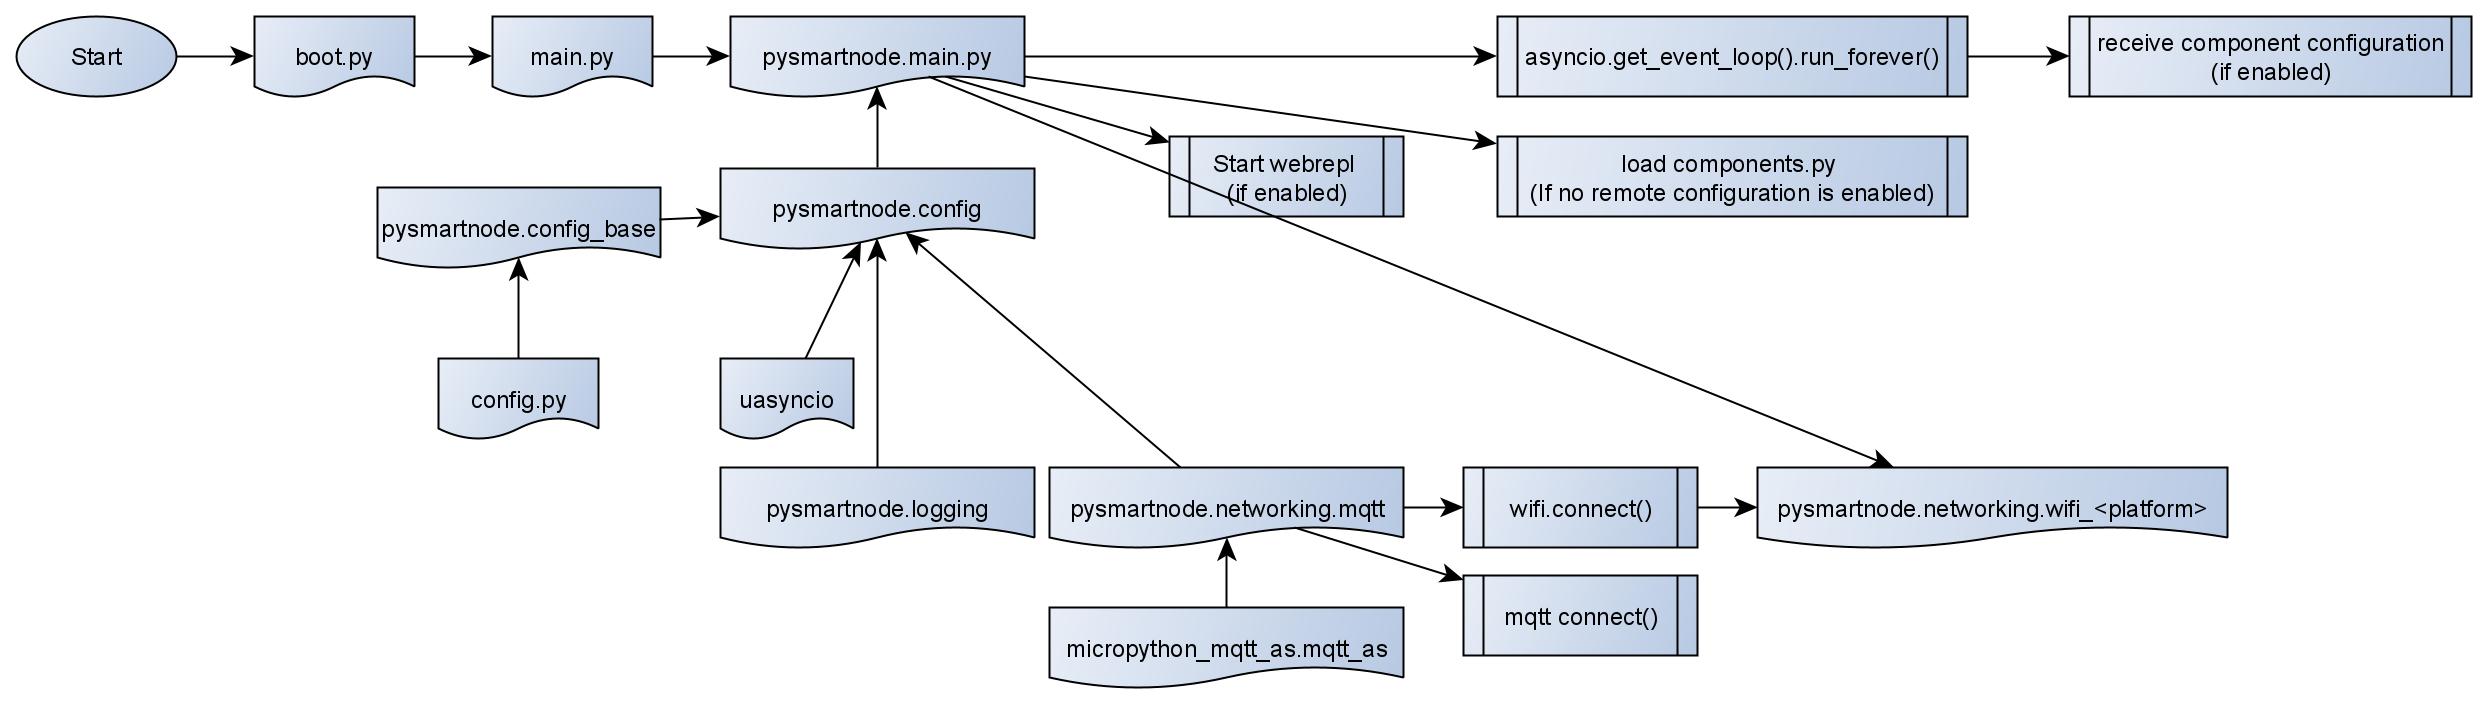 Start
boot.py
main.py
pysmartnode.main.py
asyncio.get_event_loop().run_forever()
receive component configuration
(if enabled)
Start webrepl
(if enabled)
load components.py
(If no remote configuration is enabled)
pysmartnode.config_base
pysmartnode.config
config.py
uasyncio
pysmartnode.logging
pysmartnode.networking.mqtt
wifi.connect()
pysmartnode.networking.wifi_<platform>
mqtt connect()
micropython_mqtt_as.mqtt_as